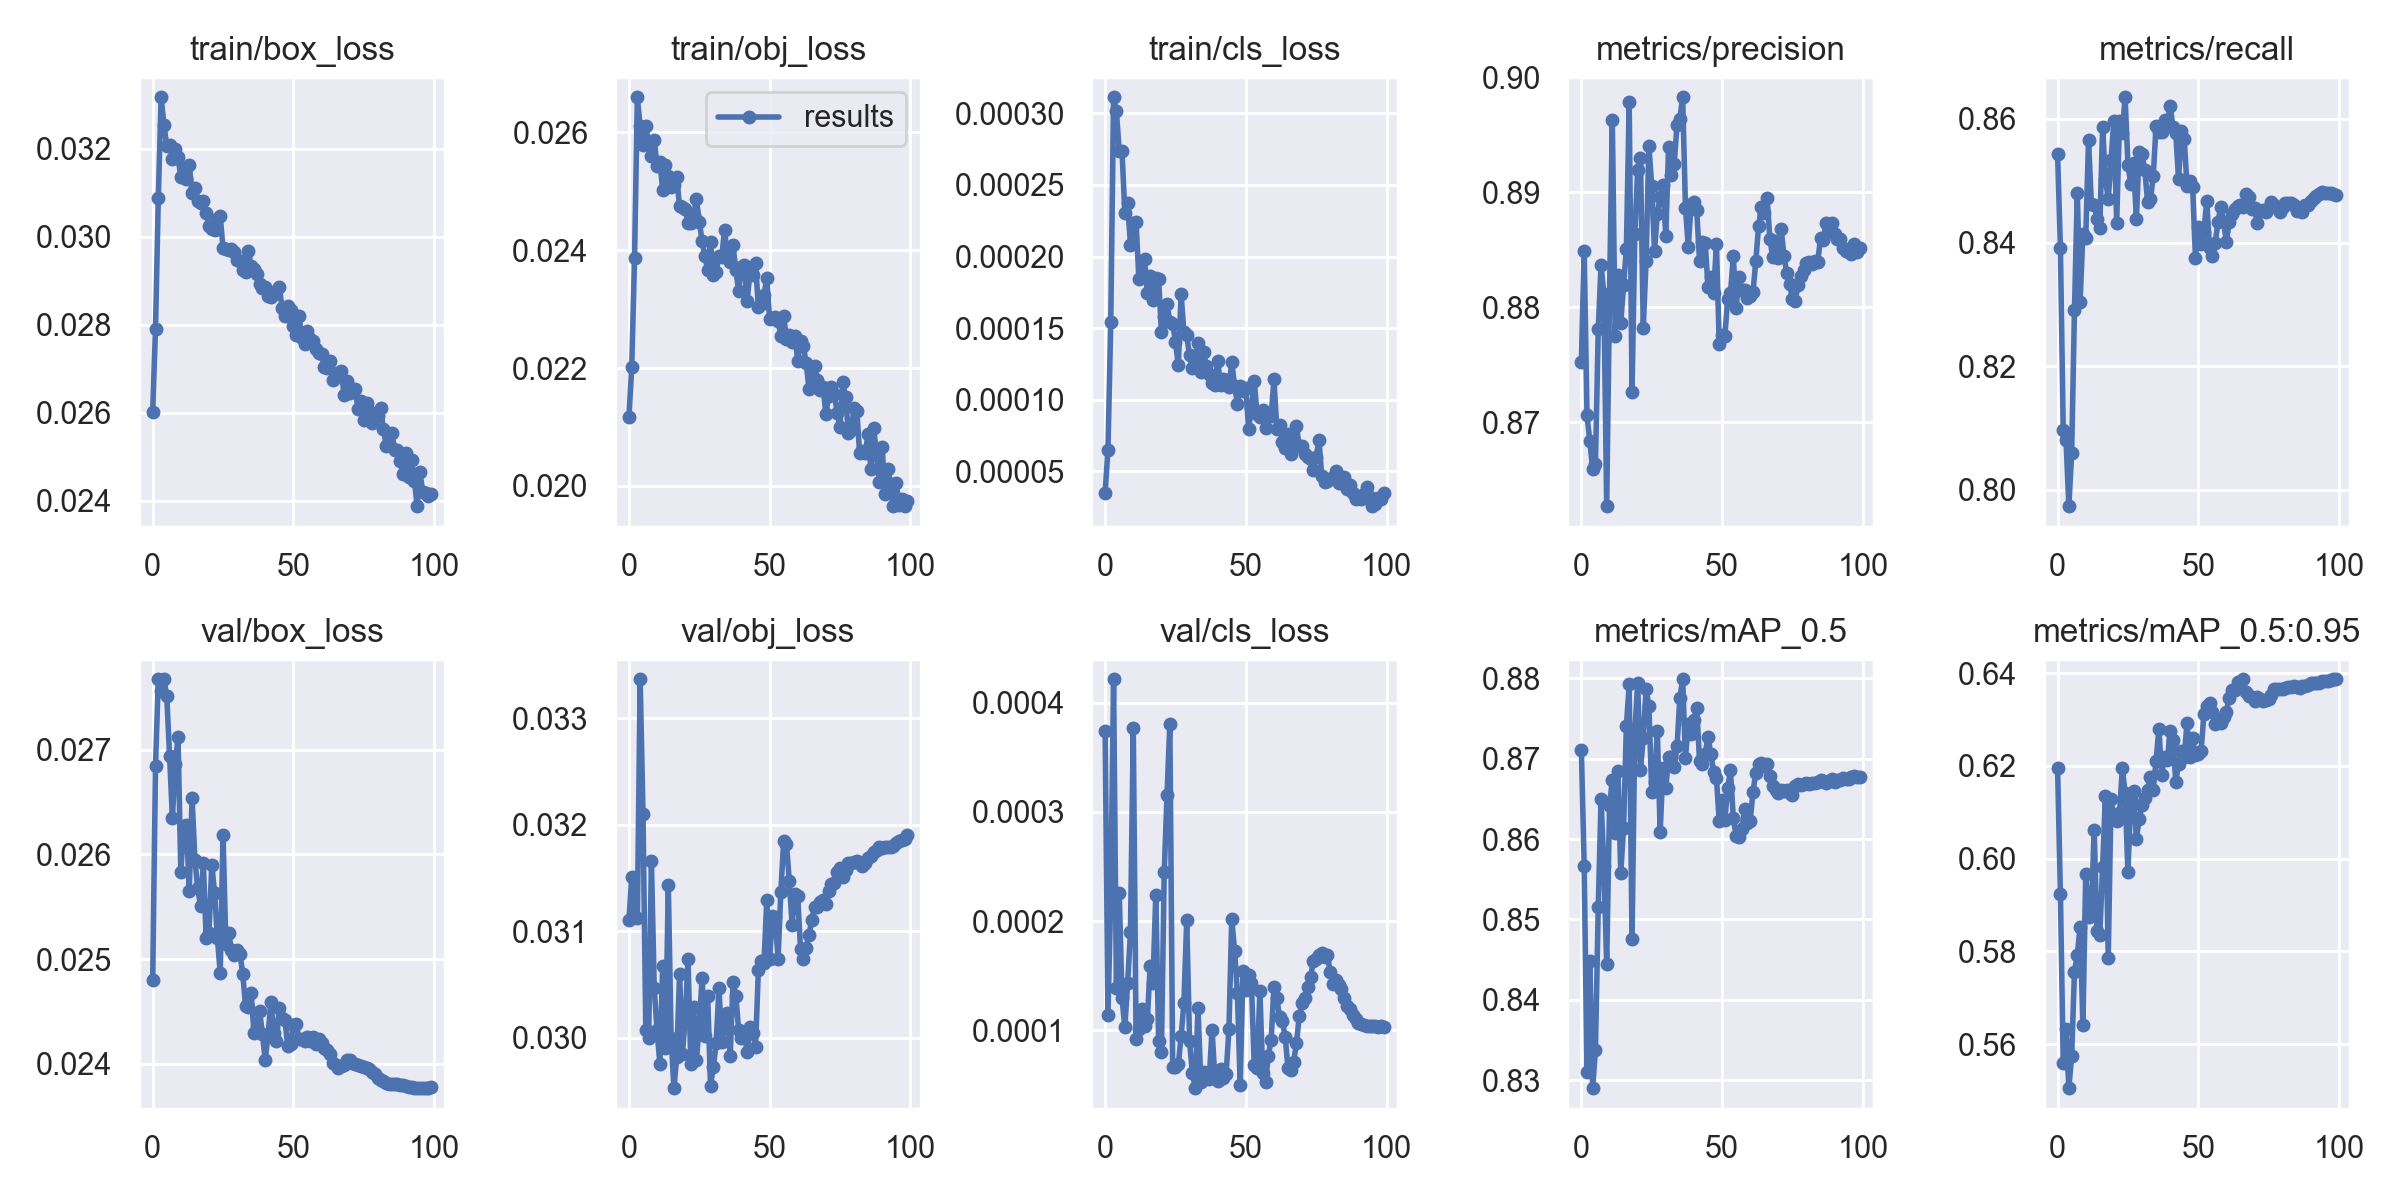 train/box_loss
0.032
0.030
0.028
0.026
0.024
0 50 100
train/obj_loss
results
0.026
0.024
0.022
0.020
0 50 100
train/cls_loss
0.00030
0.00025
0.00020
0.00015
0.00010
0.00005
0 50 100
metrics/precision
0.90
0.89
0.88
0.87
0 50 100
metrics/recall
0.86
0.84
0.82
0.80
0 50 100
val/box_loss
0.027
0.026
0.025
0.024
0 50 100
val/obj_loss
0.033
0.032
0.031
0.030
0 50 100
val/cls_loss
0.0004
0.0003
0.0002
0.0001
0 50 100
metrics/mAP_0.5
0.88
0.87
0.86
0.85
0.84
0.83
0 50 100
metrics/mAP_0.5:0.95
0.64
0.62
0.60
0.58
0.56
0 50 100